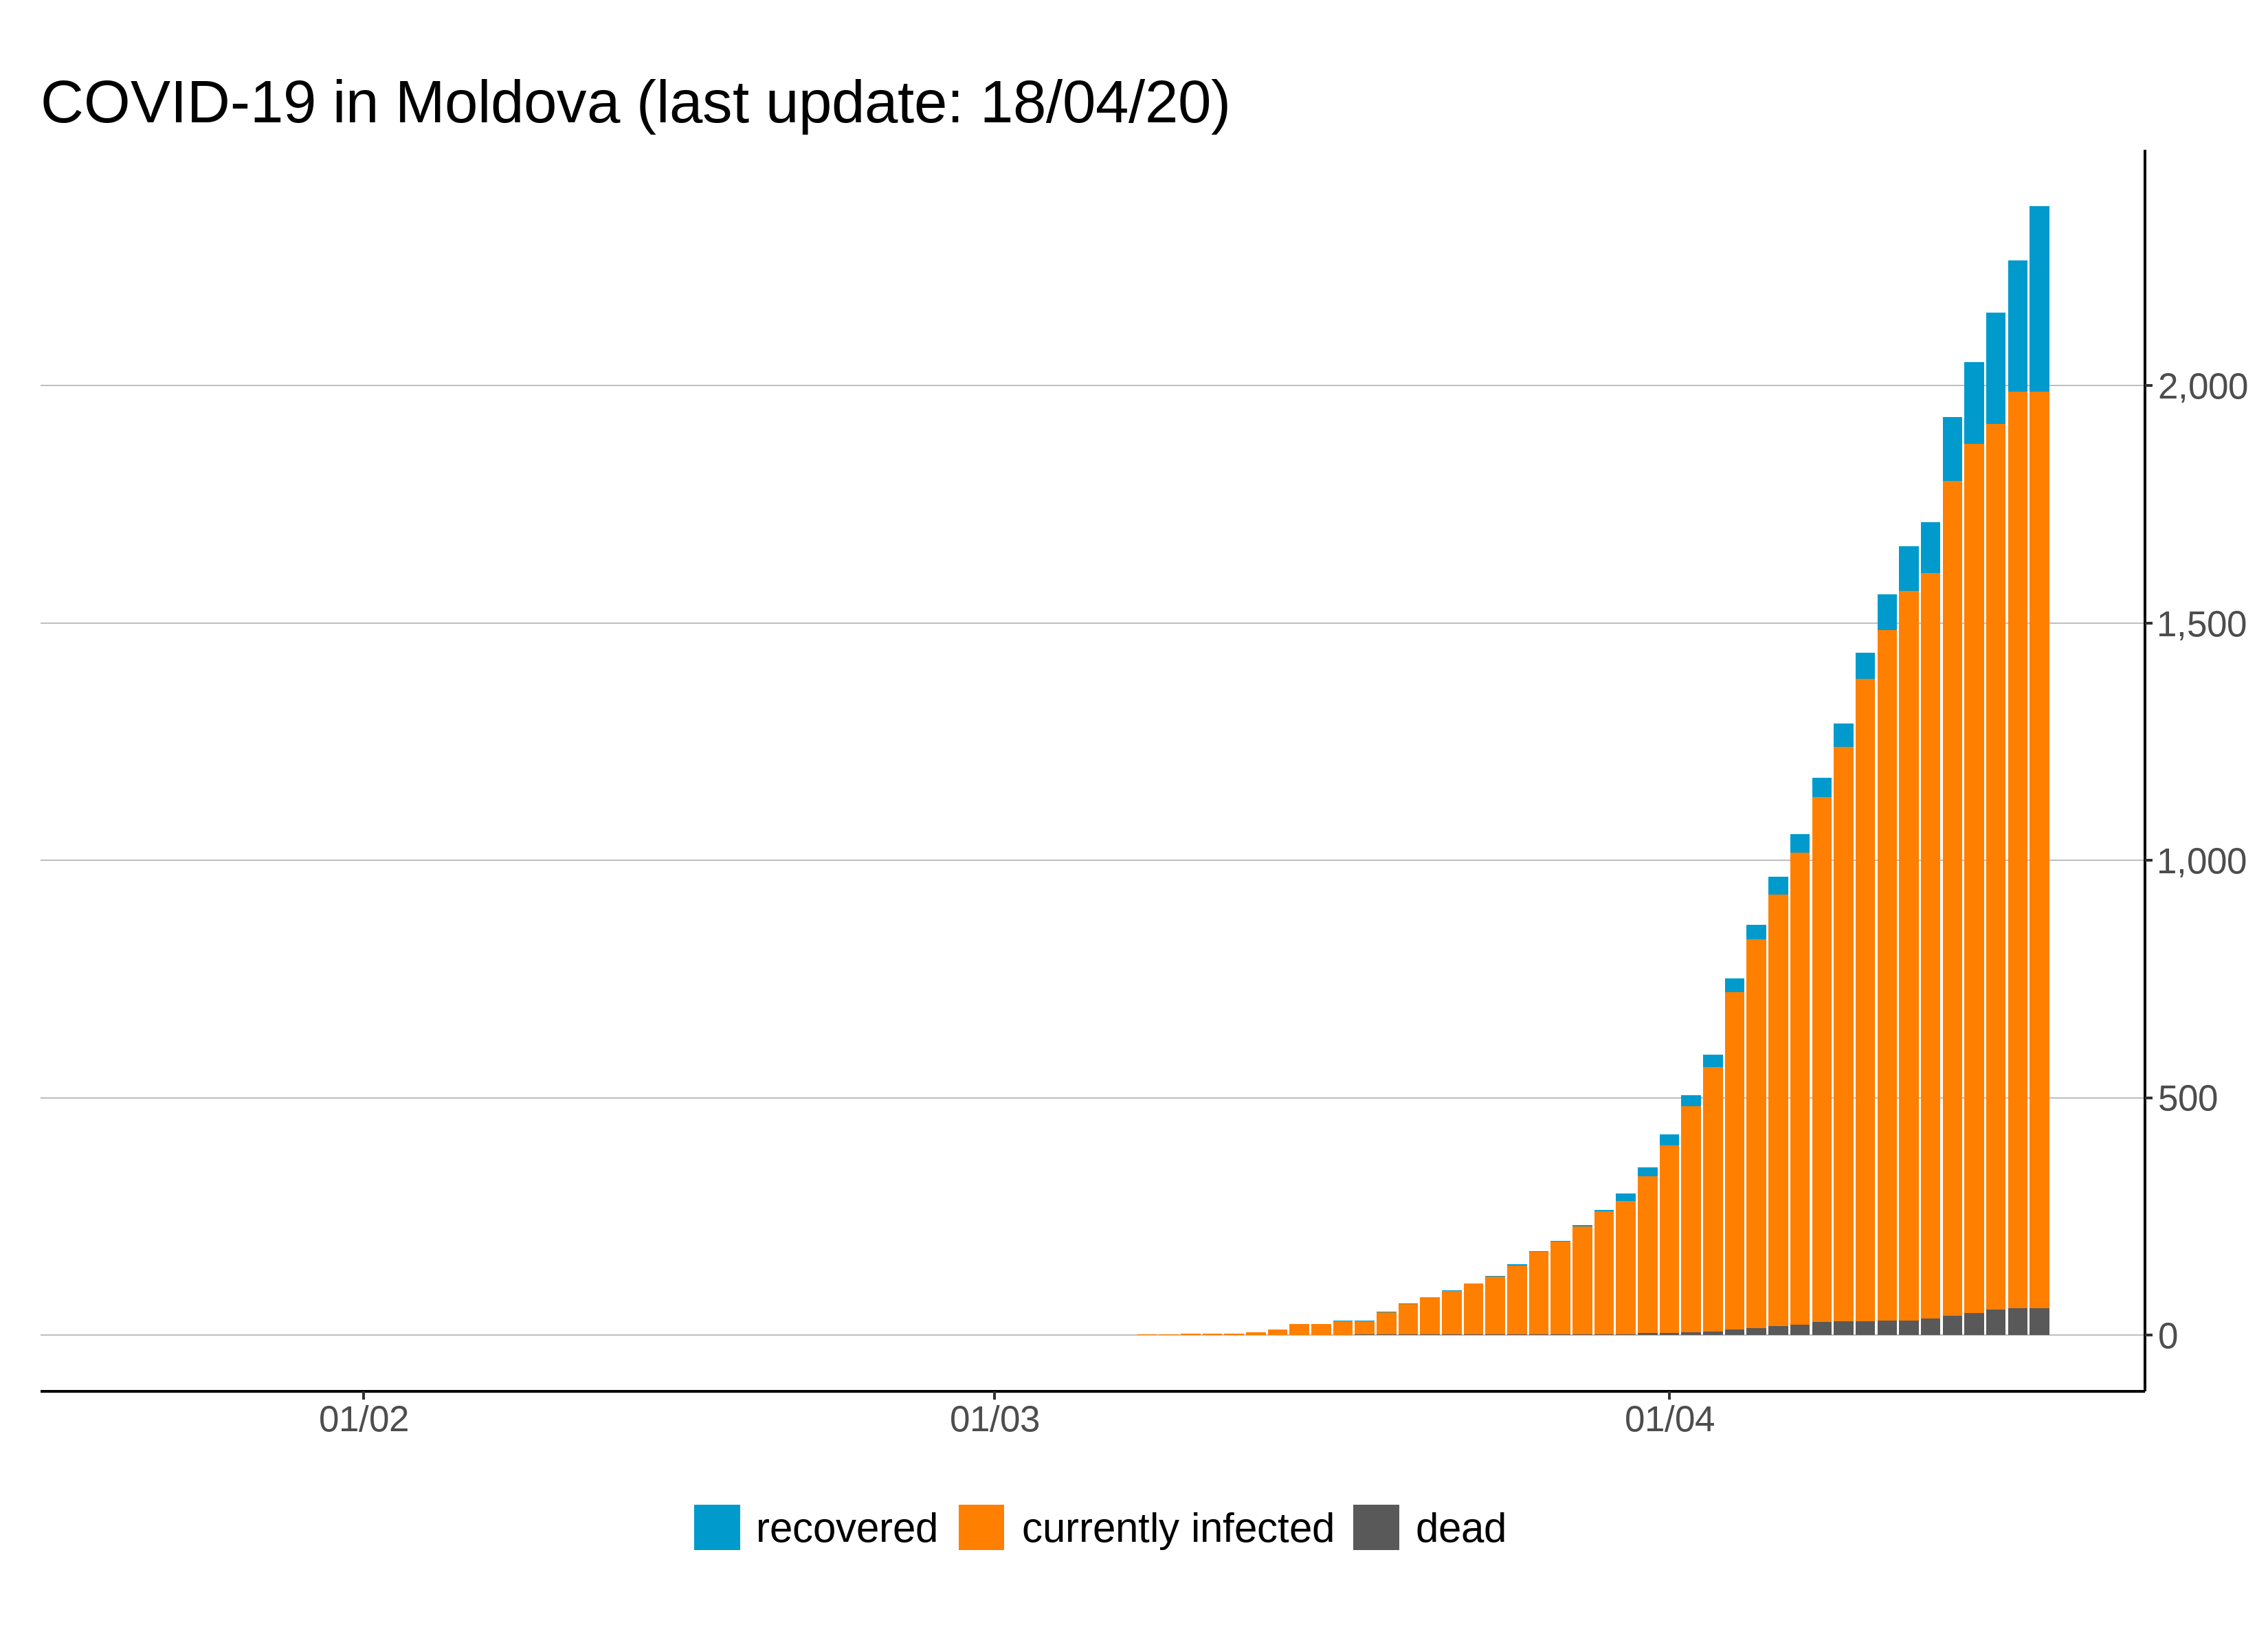 COVID-19 in Moldova (last update: 18/04/20)
2,000
1,500
1,000
500
0
01/02 01/03 01/04
recovered currently infected dead